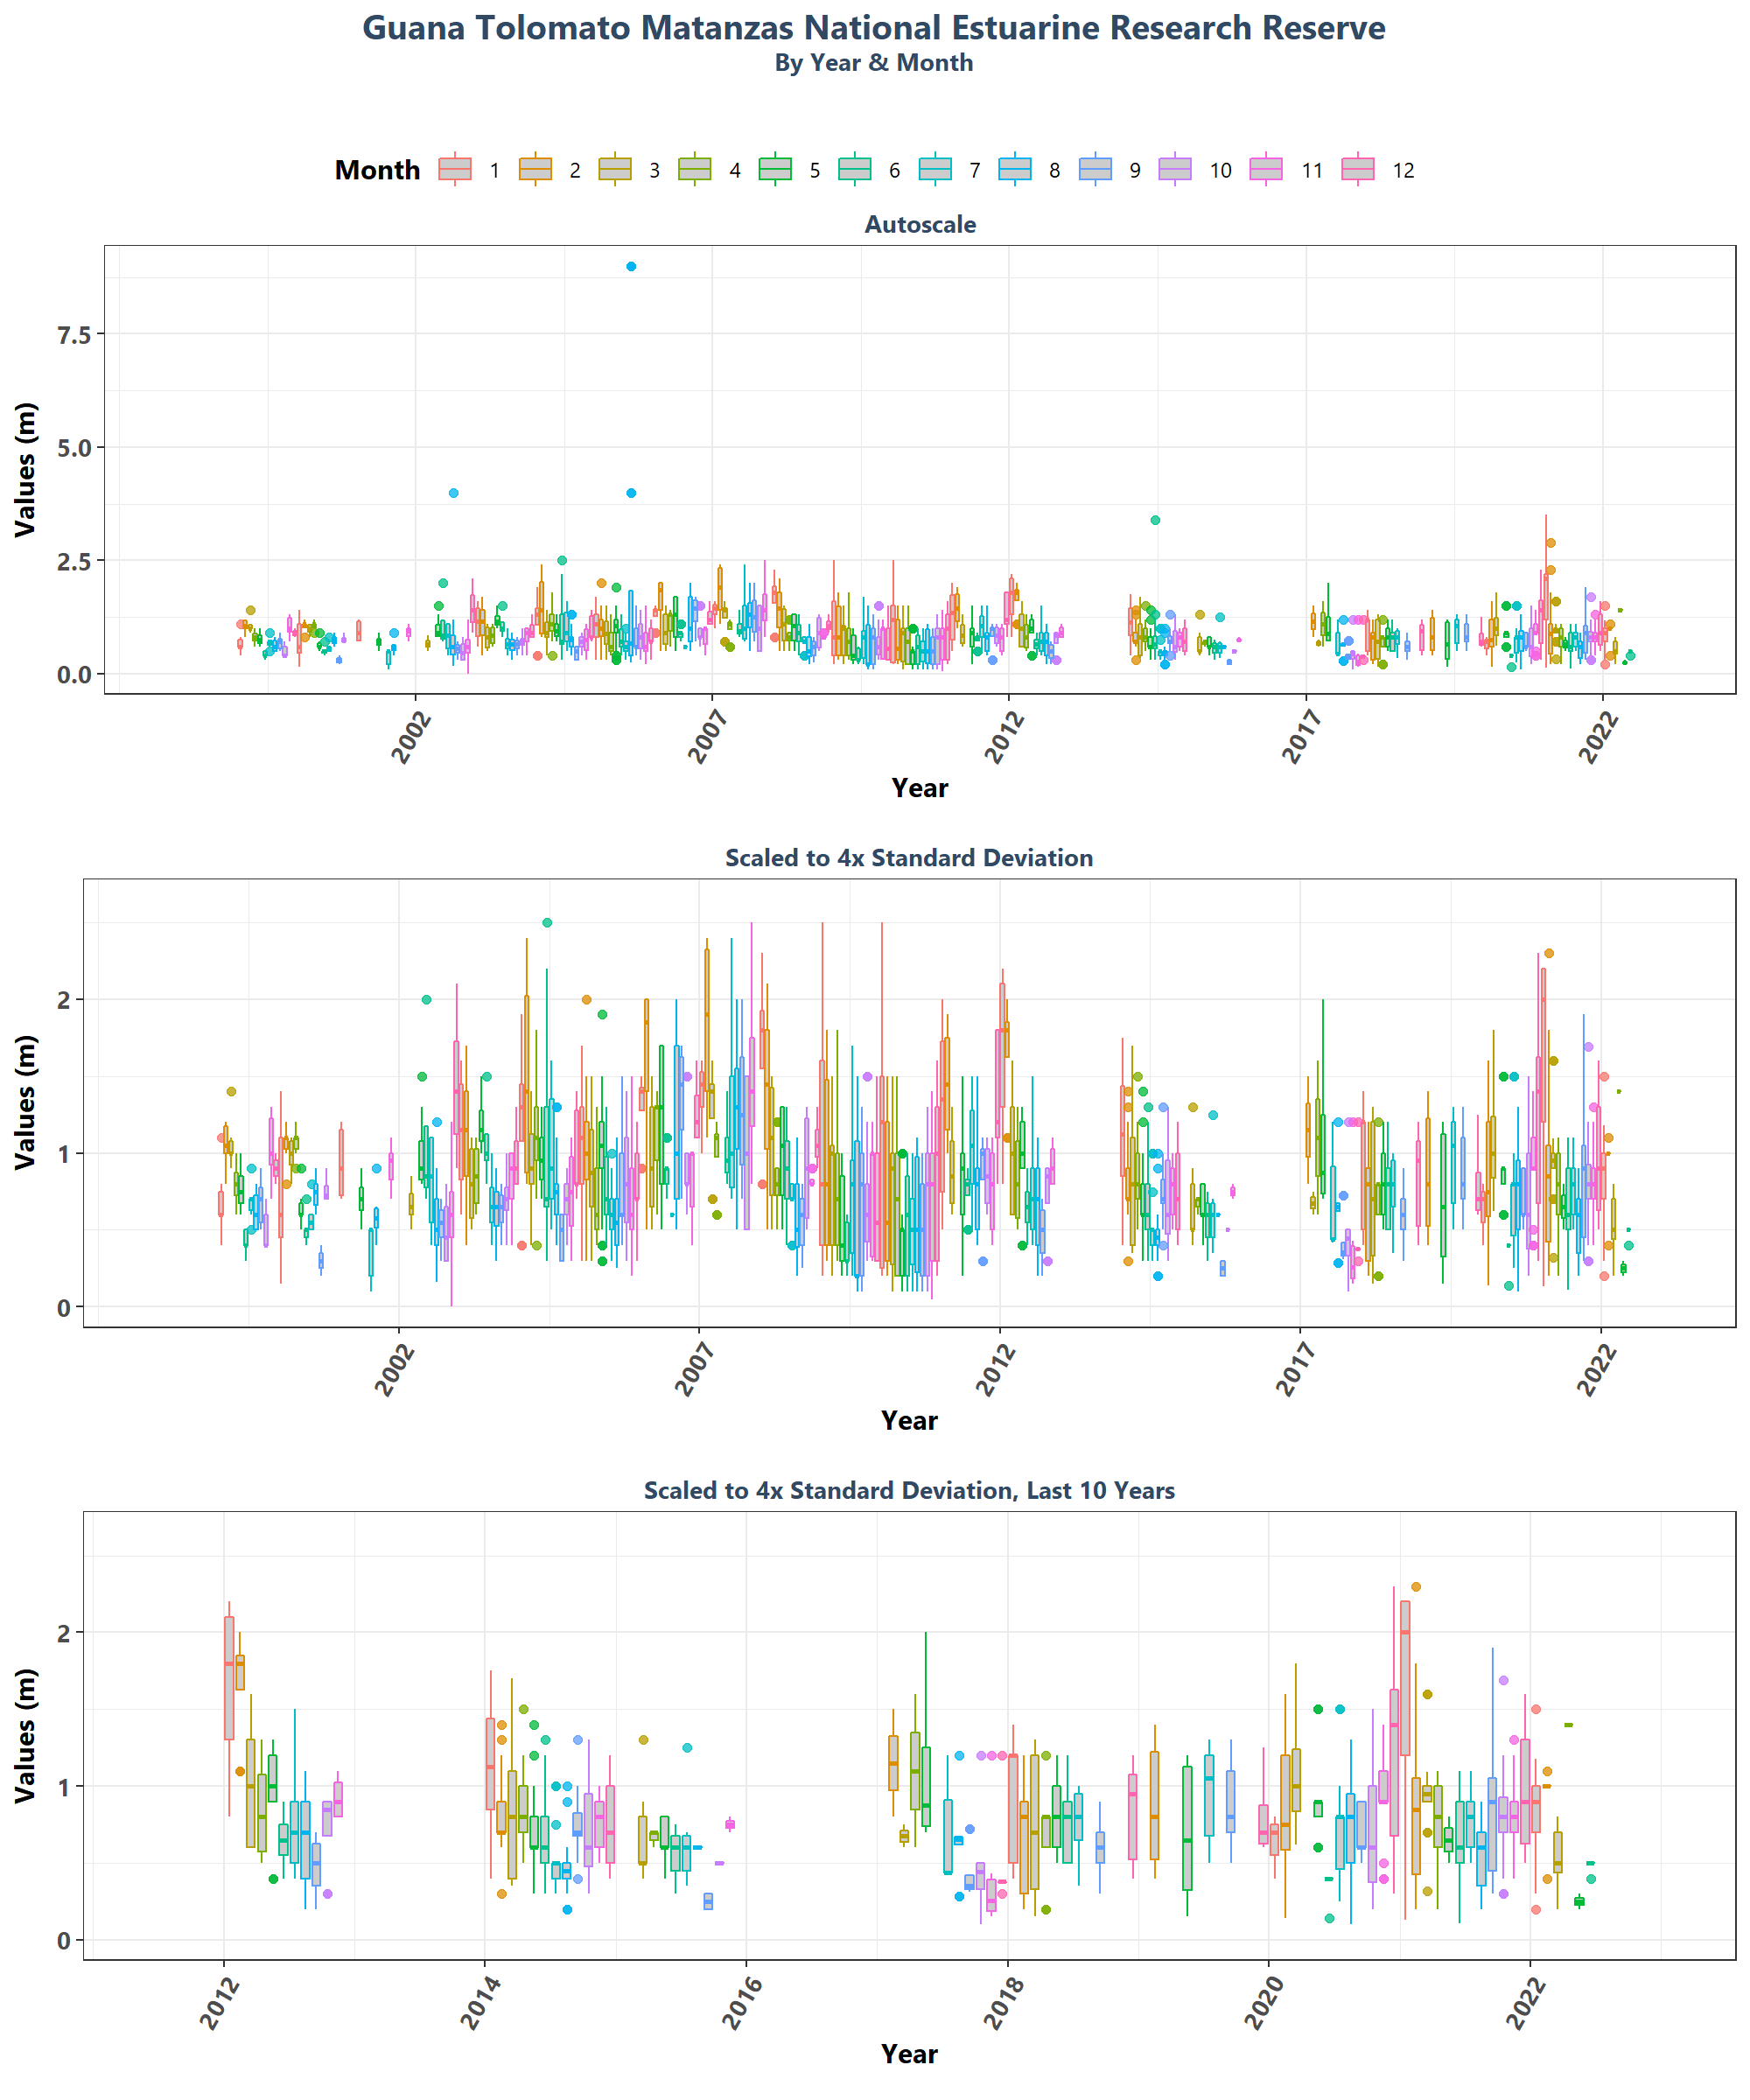 Guana Tolomato Matanzas National Estuarine Research Reserve
By Year & Month
Month 1 2 3 4 5 6 7 8 9 10 11 12
Autoscale
Values (m)
7.5
5.0
2.5
0.0
2002 2007 2012 2017 2022
Year
Scaled to 4x Standard Deviation
Values (m)
2
1
0
2002 2007 2012 2017 2022
Year
Scaled to 4x Standard Deviation, Last 10 Years
Values (m)
2
1
0
2012 2014 2016 2018 2020 2022
Year